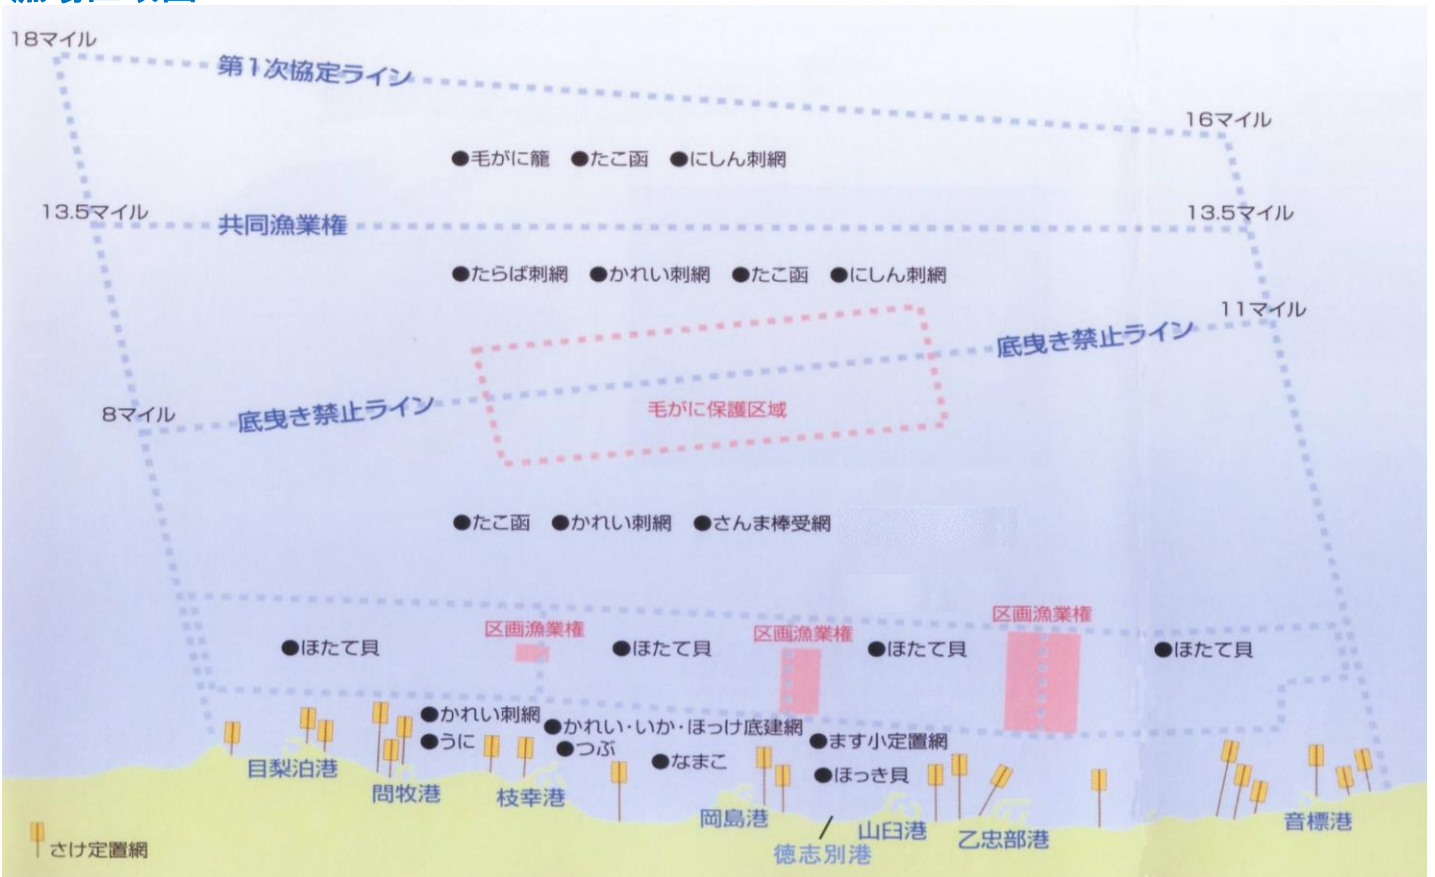 18マイル
第1次協定ライン
16マイル
●毛がに籠 ●たこ函 ●にしん刺網
13.5マイル
共同漁業権
13.5マイル
●たらば刺網 ●かれい刺網 ●たこ函 ●にしん刺網
11マイル
底曳き禁止ライン
8マイル
底曳き禁止ライン
毛がに保護区域
●たこ函 ●かれい刺網 ●さんま棒受網
区画漁業権
区画漁業権
区画漁業権
●ほたて貝
●ほたて貝
●ほたて貝
●ほたて貝
●かれい刺網
●かれい・いか・ほっけ底建網
●うに
●つぶ
●なまこ
●ます小定置網
●ほっき貝
目梨泊港
問牧港
枝幸港
岡島港
徳志別港
山臼港
乙忠部港
音標港
さけ定置網